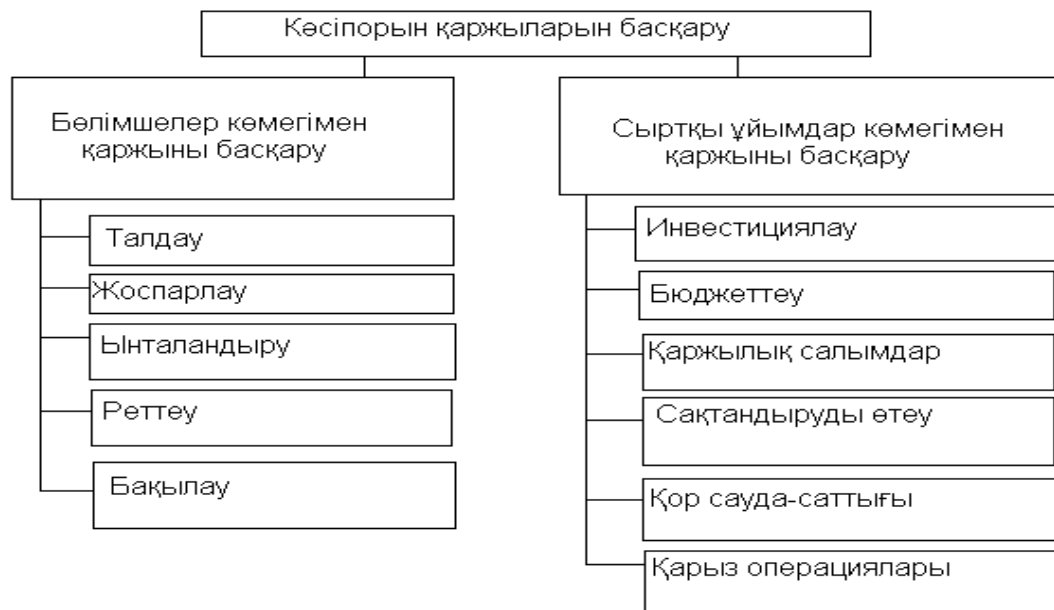 Кәсіпорын қаржыларын басқару
Бөлімшелер көмегімен
қаржыны басқару
Талдау
Жоспарлау
Ынталандыру
Реттеу
Бақылау
Сыртқы ұйымдар көмегімен
қаржыны басқару
Инвестициялау
Бюджеттеу
Қаржылық салымдар
Сақтандыруды өтеу
Қор сауда-саттығы
Қарыз операциялары